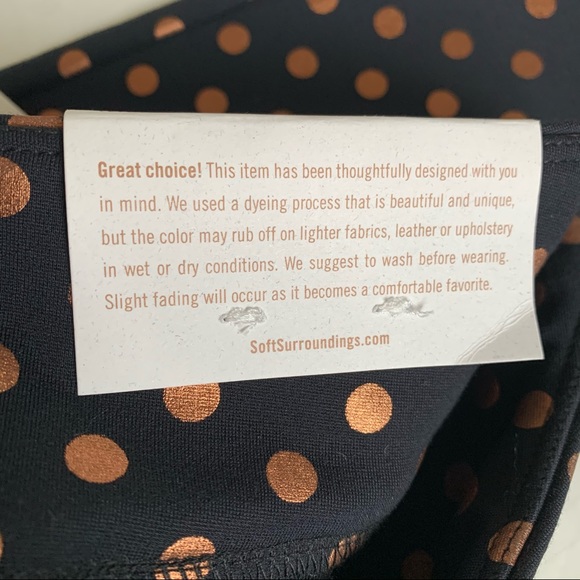 Great choice! This item has been thoughtfully designed with you
in mind. We used a dyeing process that is beautiful and unique,
but the color may rub off on lighter fabrics, leather or upholstery
in wet or dry conditions. We suggest to wash before wearing.
Slight fading will occur as it becomes a comfortable favorite.
SoftSurroundings.com